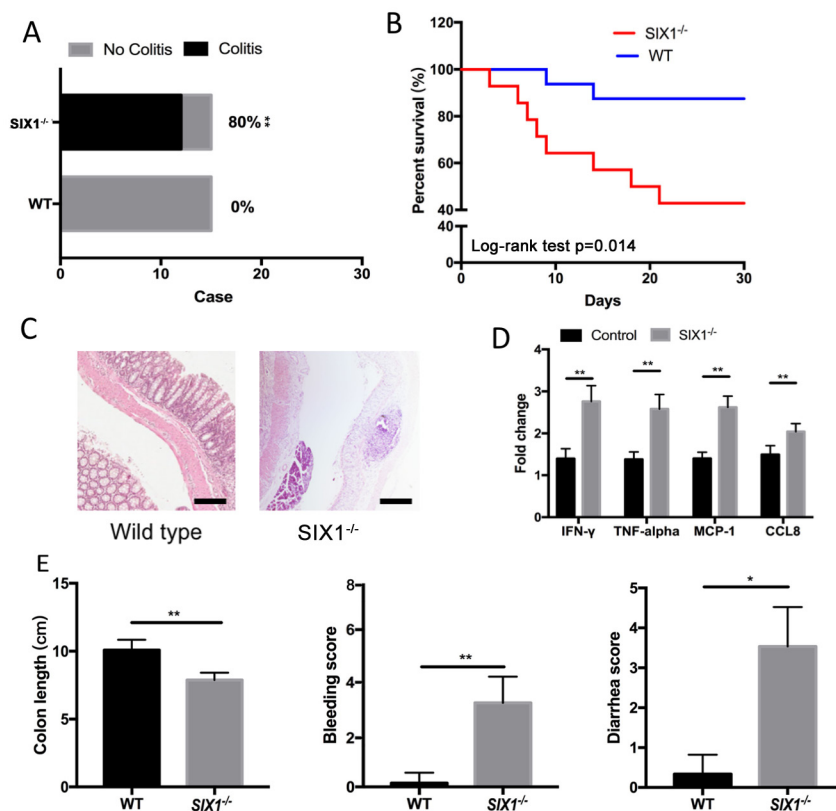 A
No Colitis
Colitis
SIX1-/-
80%**
WT
0%
0
10
20
30
Case
B
SIX1-/-
WT
Percent survival (%)
120
100
80
60
40
40
0
Log-rank test p=0.014
0
10
20
30
Days
C
Wild type
SIX1-/-
D
Control
SIX1-/-
Fold change
4
3
2
1
0
**
**
**
**
IFN-γ
TNF-alpha
MCP-1
CCL8
E
Colon length (cm)
15
10
5
0
**
WT
SIX1-/-
Bleeding score
8
6
4
2
0
**
WT
SIX1-/-
Diarrhea score
5
4
3
2
1
0
*
WT
SIX1-/-